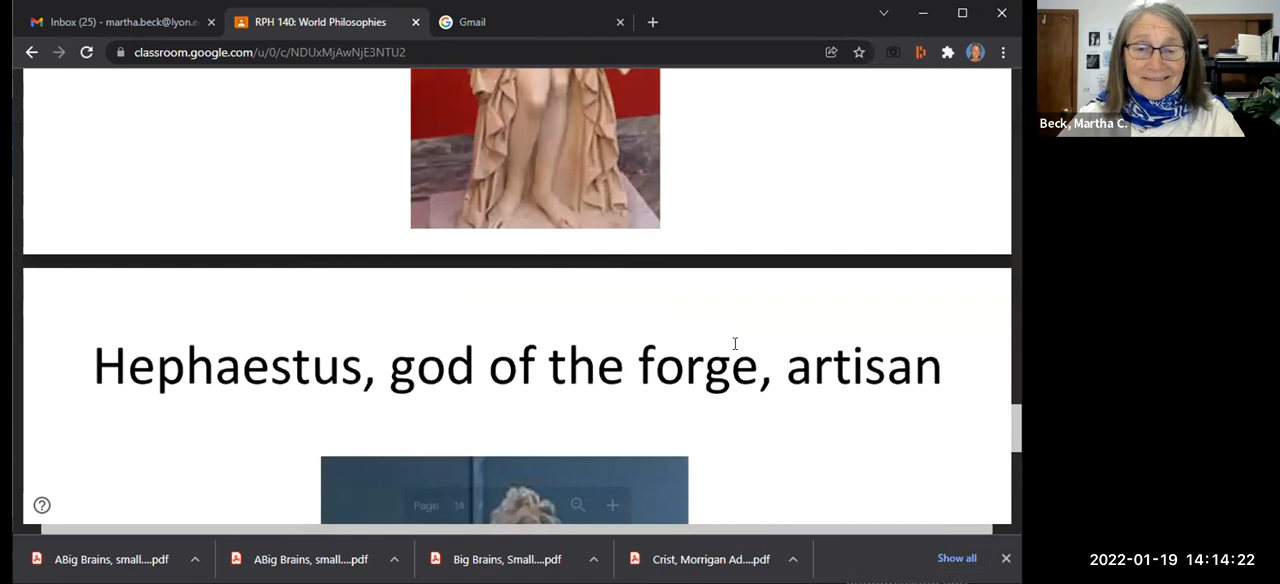 Inbox (25) - martha.beck@lyon.e
RPH 140: World Philosophies
Gmail
classroom.google.com/u/0/c/NDUxMjAwNjE3NTU2
Beck, Martha C.
Hephaestus, god of the forge, artisan
Page 14 /
ABig Brains, small....pdf
ABig Brains, small....pdf
Big Brains, Small....pdf
Crist, Morrigan Ad....pdf
Show all
2022-01-19 14:14:22